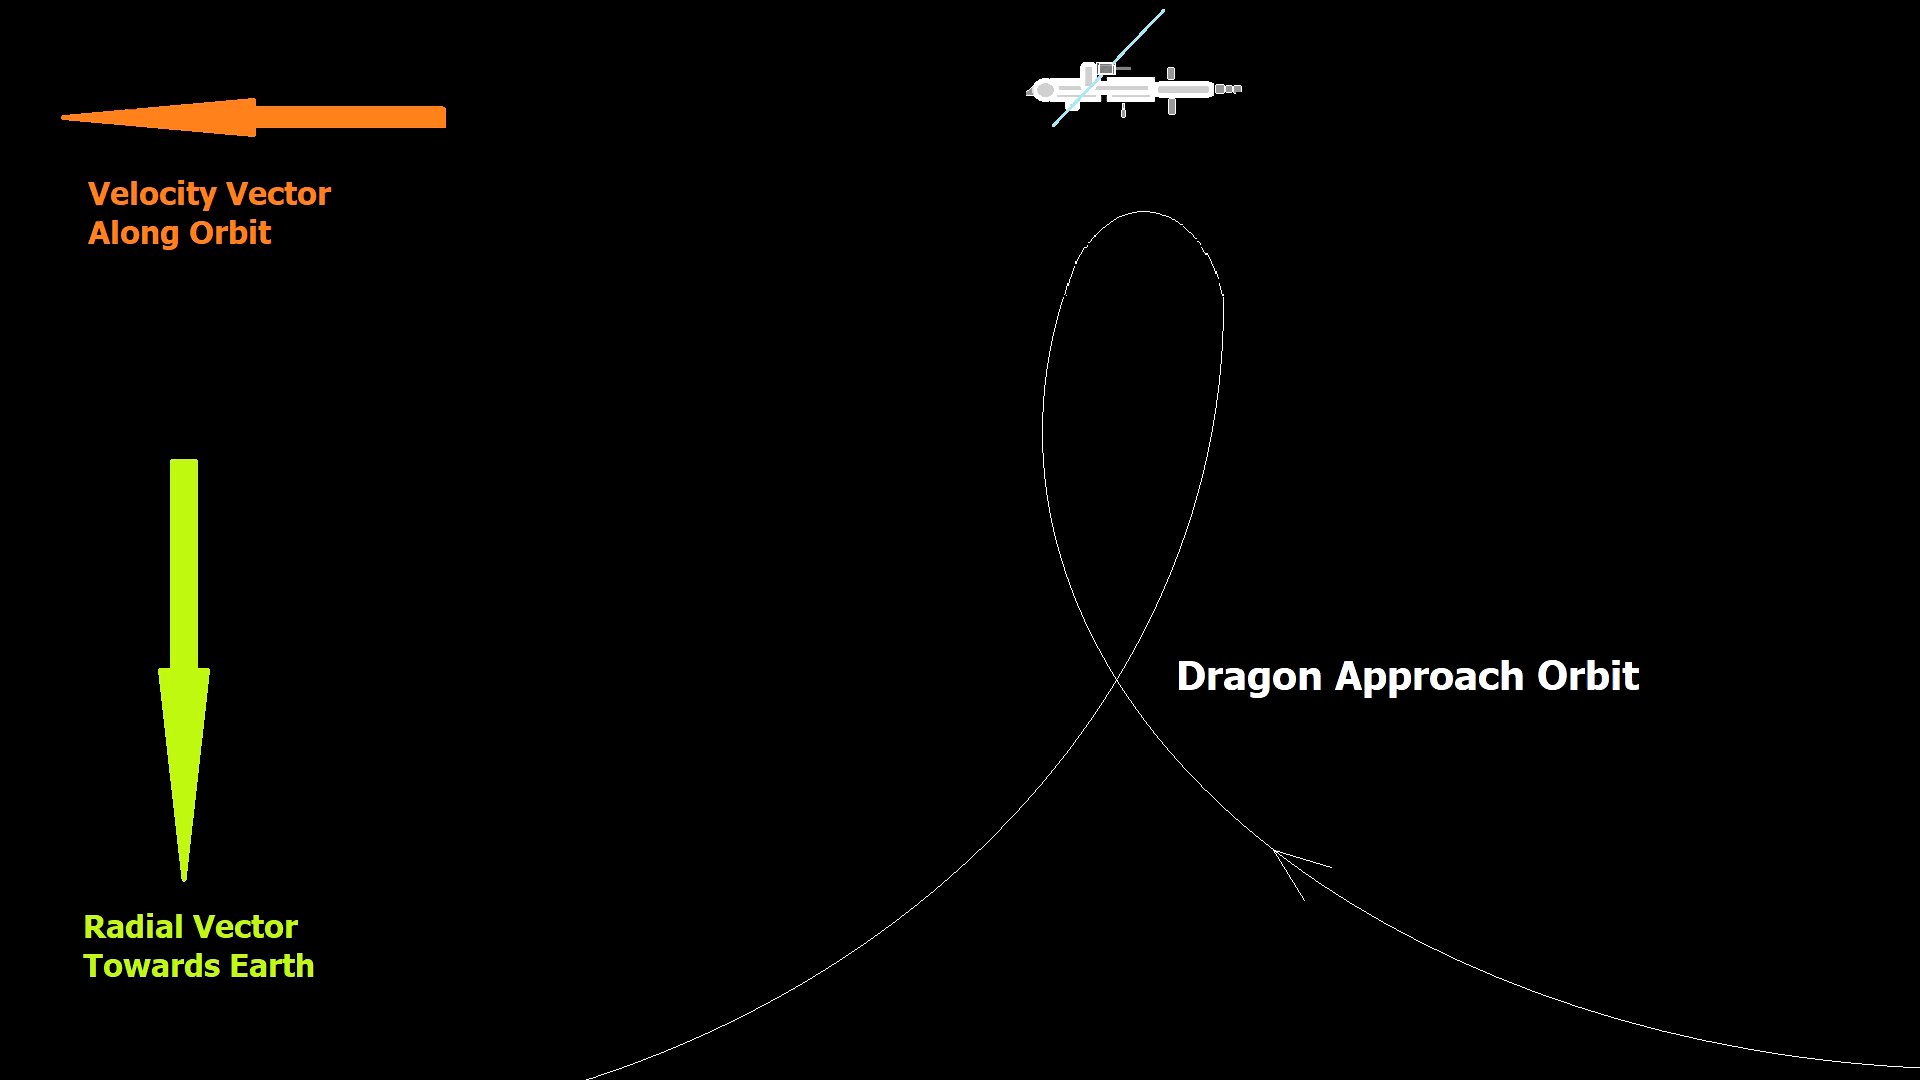 Velocity Vector
Along Orbit
Dragon Approach Orbit
Radial Vector
Towards Earth